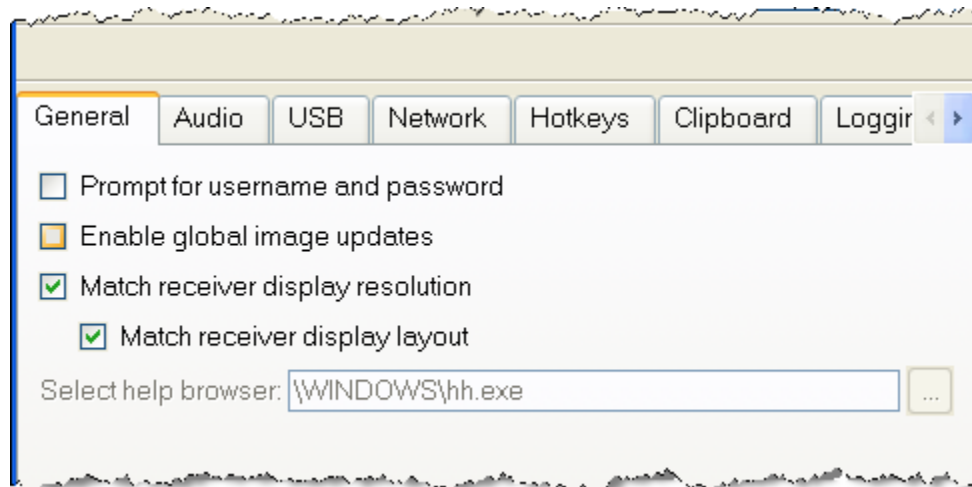 General Audio USB Network Hotkeys Clipboard
Prompt for username and password
Enable global image updates
Match receiver display resolution
Match receiver display layout
Select help browser: \WINDOWS\hh.exe ...